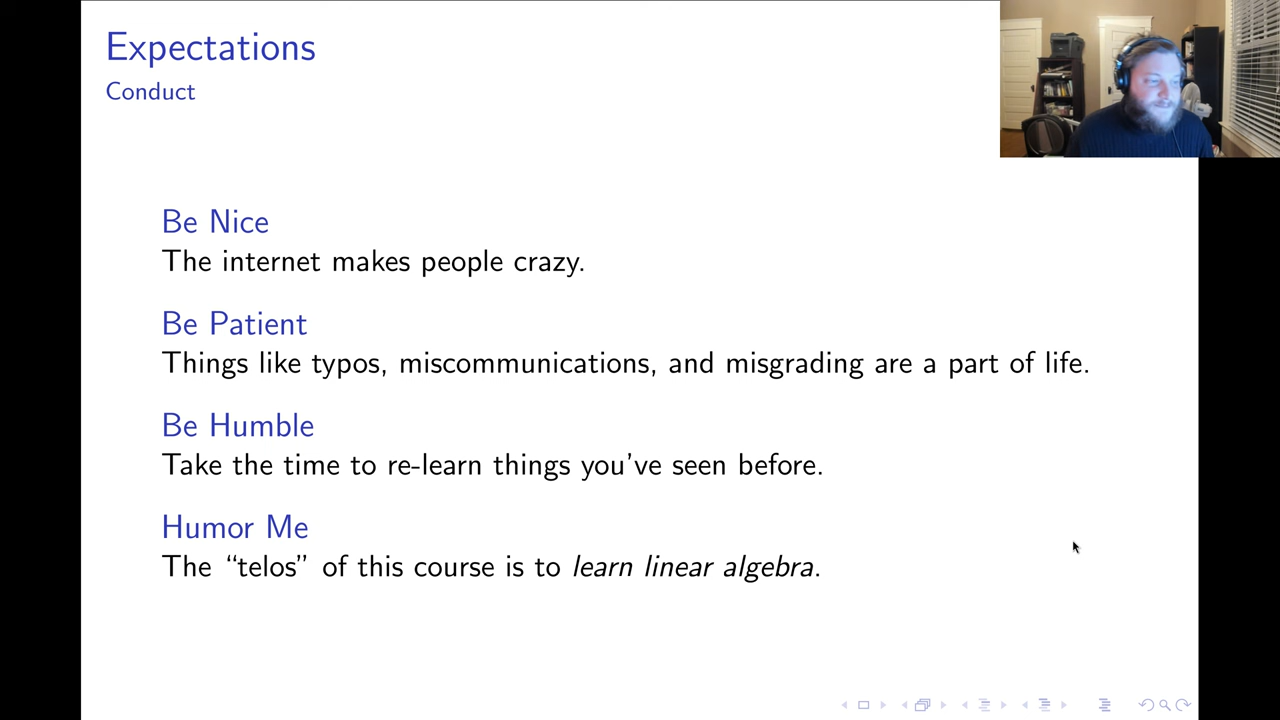 Expectations
Conduct
Be Nice
The internet makes people crazy.
Be Patient
Things like typos, miscommunications, and misgrading are a part of life.
Be Humble
Take the time to re-learn things you've seen before.
Humor Me
The “telos” of this course is to learn linear algebra.